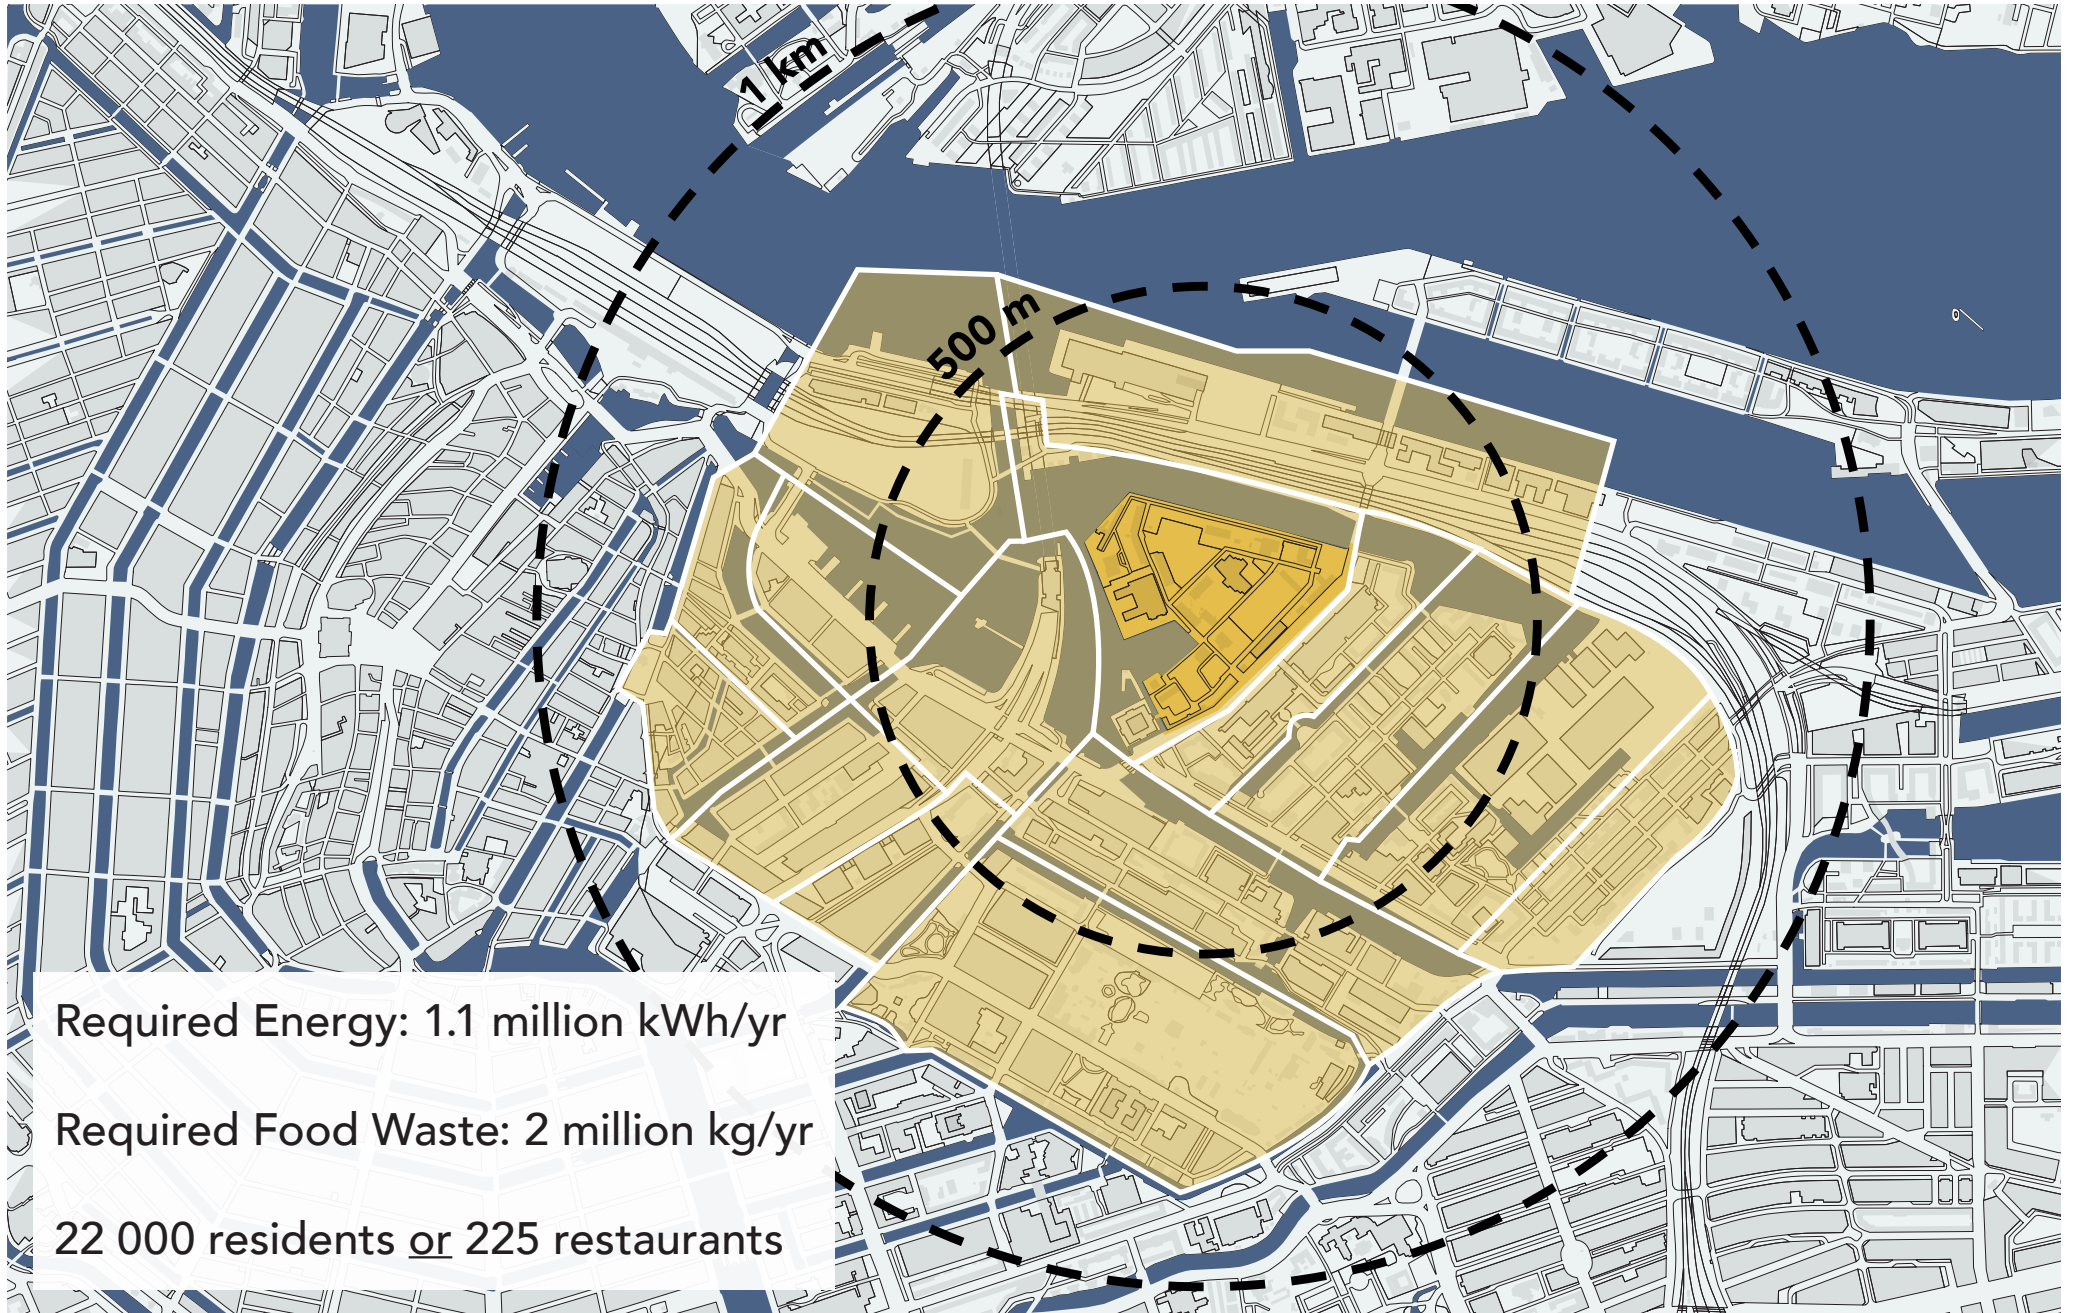 1 km
500 m
Required Energy: 1.1 million kWh/yr
Required Food Waste: 2 million kg/yr
22 000 residents or 225 restaurants